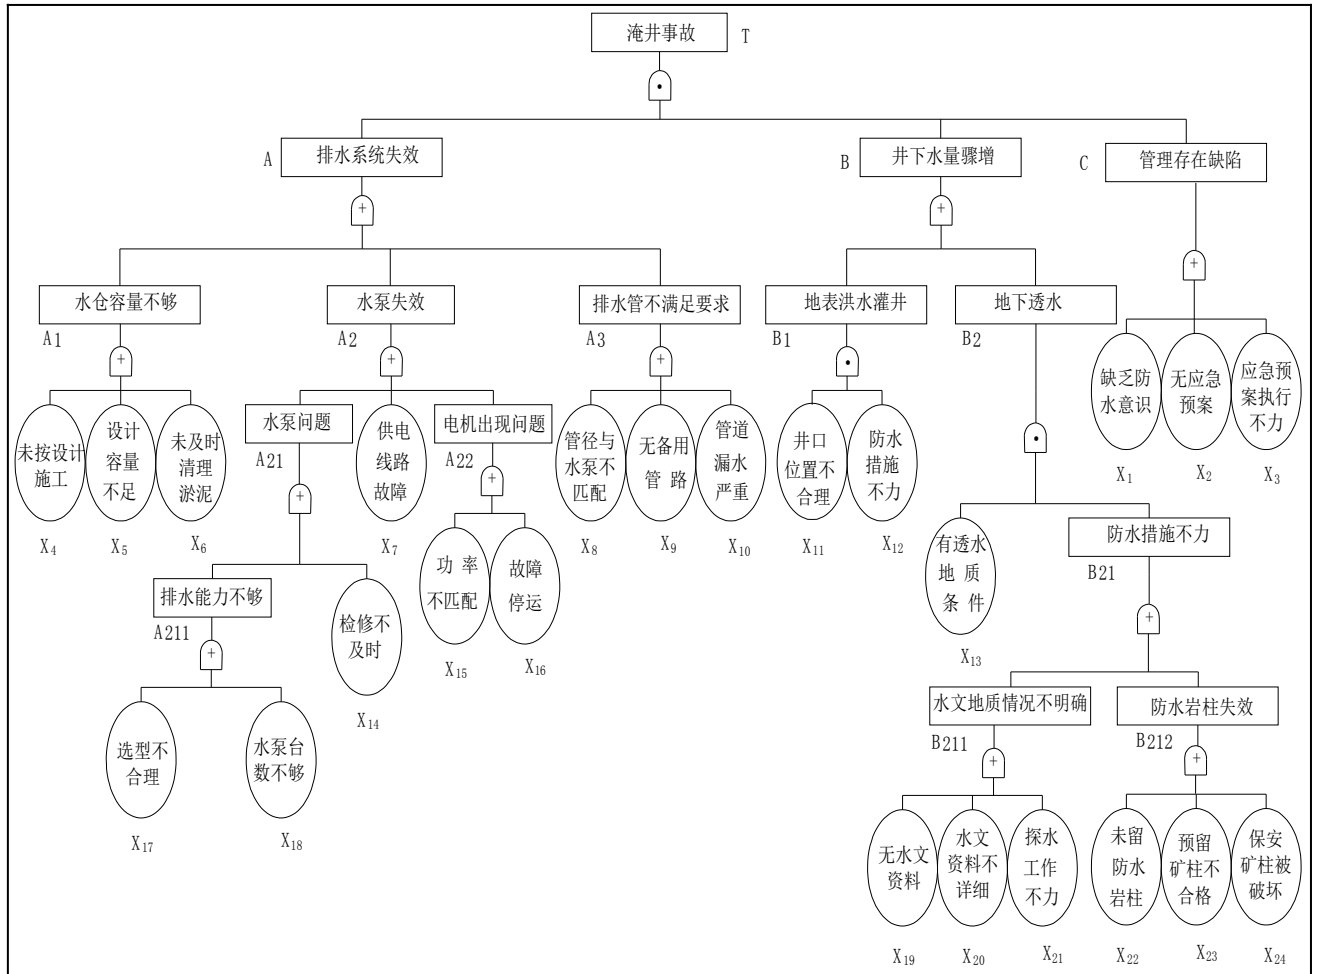 淹井事故
T
A
排水系统失效
B
井下水量骤增
C
管理存在缺陷
水仓容量不够
A1
水泵失效
A2
排水管不满足要求
A3
地表洪水灌井
B1
地下透水
B2
缺乏防
水意识
X1
无应急
预案
X2
应急预
案执行
不力
X3
未按设计
施工
X4
设计
容量
不足
X5
未及时
清理
淤泥
X6
水泵问题
A21
供电
线路
故障
X7
电机出现问题
A22
管径与
水泵不
匹配
X8
无备用
管 路
X9
管道
漏水
严重
X10
井口
位置不
合理
X11
防水
措施
不力
X12
排水能力不够
A211
检修不
及时
X14
功 率
不匹配
X15
故障
停运
X16
有透水
地 质
条 件
X13
防水措施不力
B21
选型不
合理
X17
水泵台
数不够
X18
水文地质情况不明确
B211
防水岩柱失效
B212
无水文
资料
X19
水文
资料不
详细
X20
探水
工作
不力
X21
未留
防水
岩柱
X22
预留
矿柱不
合格
X23
保安
矿柱被
破坏
X24